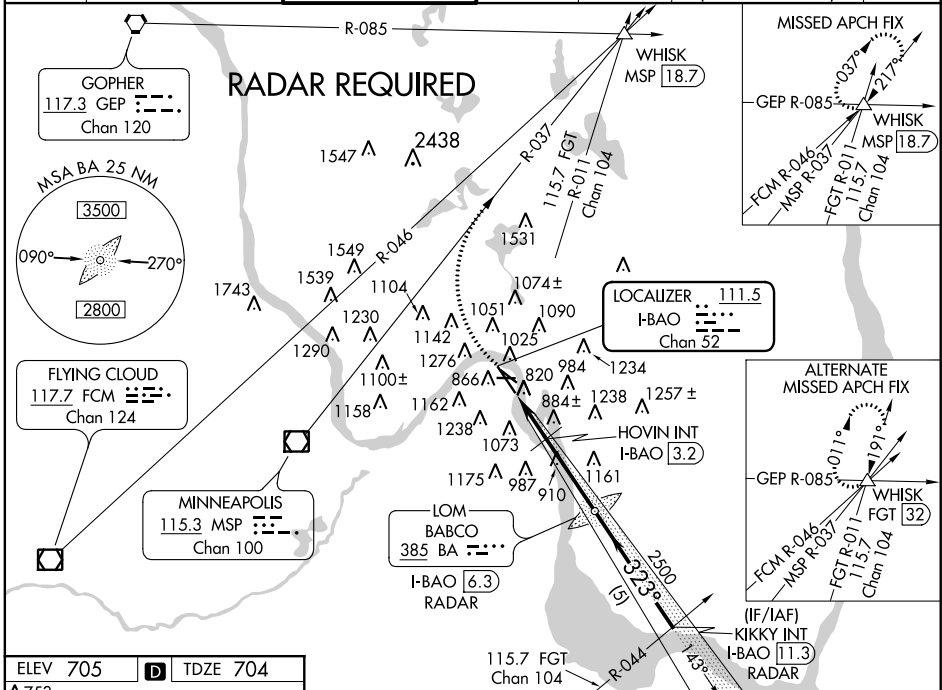 R-085
WHISK
MSP 18.7
GOPHER
117.3 GEP
Chan 120
RADAR REQUIRED
R-037
115.7 FGT
R-011
Chan 104
1547
2438
MSA BA 25 NM
3500
090°
270°
2800
R-046
1531
1549
1539
1743
1104
1074±
1051
1090
1230
1142
1290
1276
1025
1234
984
1100±
866
820
1158
1162
884±
1238
1257 ±
1238
1073
1175
987
910
1161
LOCALIZER 111.5
I-BAO
Chan 52
FLYING CLOUD
117.7 FCM
Chan 124
MINNEAPOLIS
115.3 MSP
Chan 100
HOVIN INT
I-BAO 3.2
LOM
BABCO
385 BA
I-BAO 6.3
RADAR
2500
323°
(5)
(IF/IAF)
KIKKY INT
I-BAO 11.3
RADAR
143°
115.7 FGT
Chan 104
R-044
MISSED APCH FIX
037°
217°
GEP R-085
WHISK
MSP 18.7
FCM R-046
MSP R-037
FGT R-011
115.7
Chan 104
ALTERNATE
MISSED APCH FIX
011°
191°
GEP R-085
WHISK
FGT 32
FCM R-046
MSP R-037
FGT R-011
115.7
Chan 104
ELEV 705 D TDZE 704